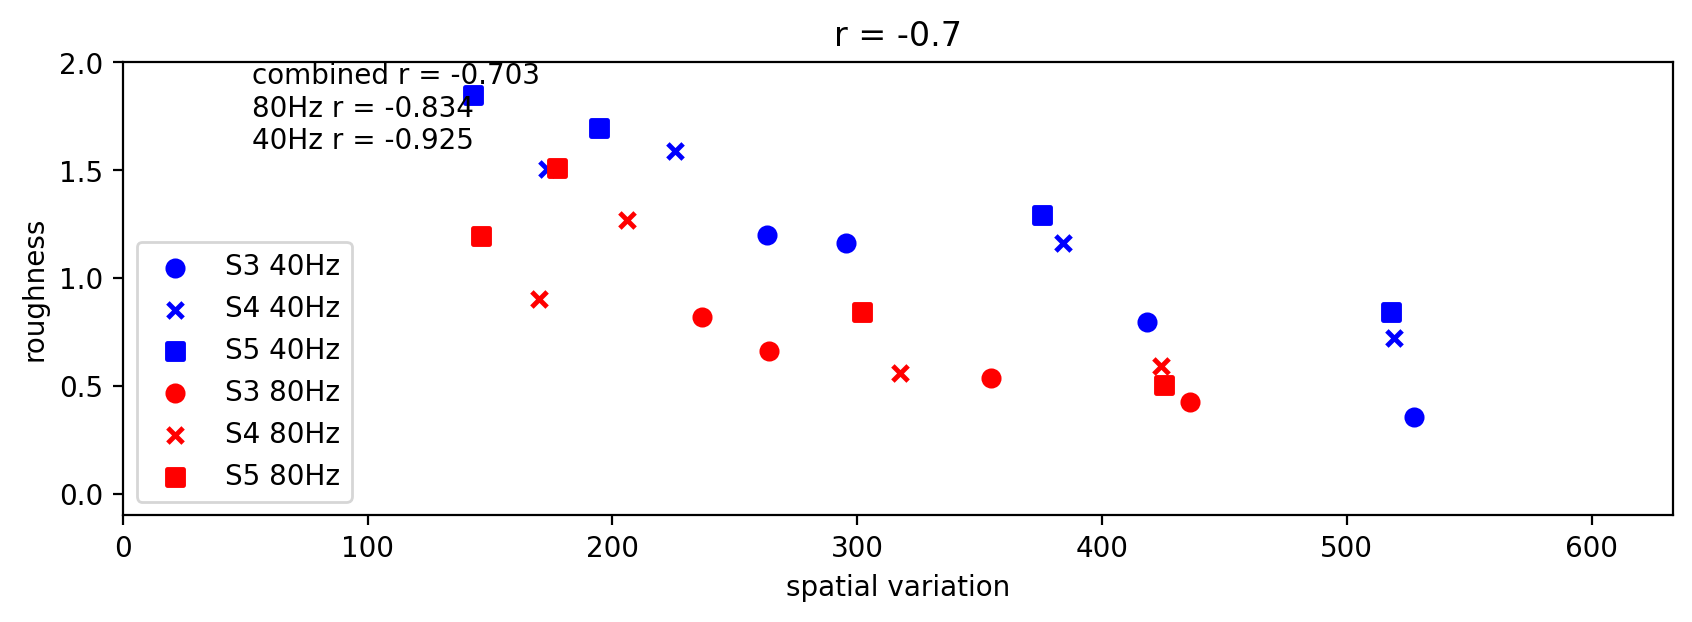 r = -0.7
2.0
combined r = -0.703
80Hz r = -0.834
40Hz r = -0.925
1.5
1.0
0.5
0.0
roughness
S3 40Hz
S4 40Hz
S5 40Hz
S3 80Hz
S4 80Hz
S5 80Hz
0 100 200 300 400 500 600
spatial variation